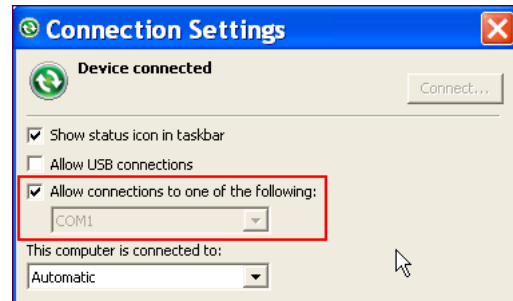 Connection Settings
Device connected
Connect...
Show status icon in taskbar
Allow USB connections
Allow connections to one of the following:
COM1
This computer is connected to:
Automatic